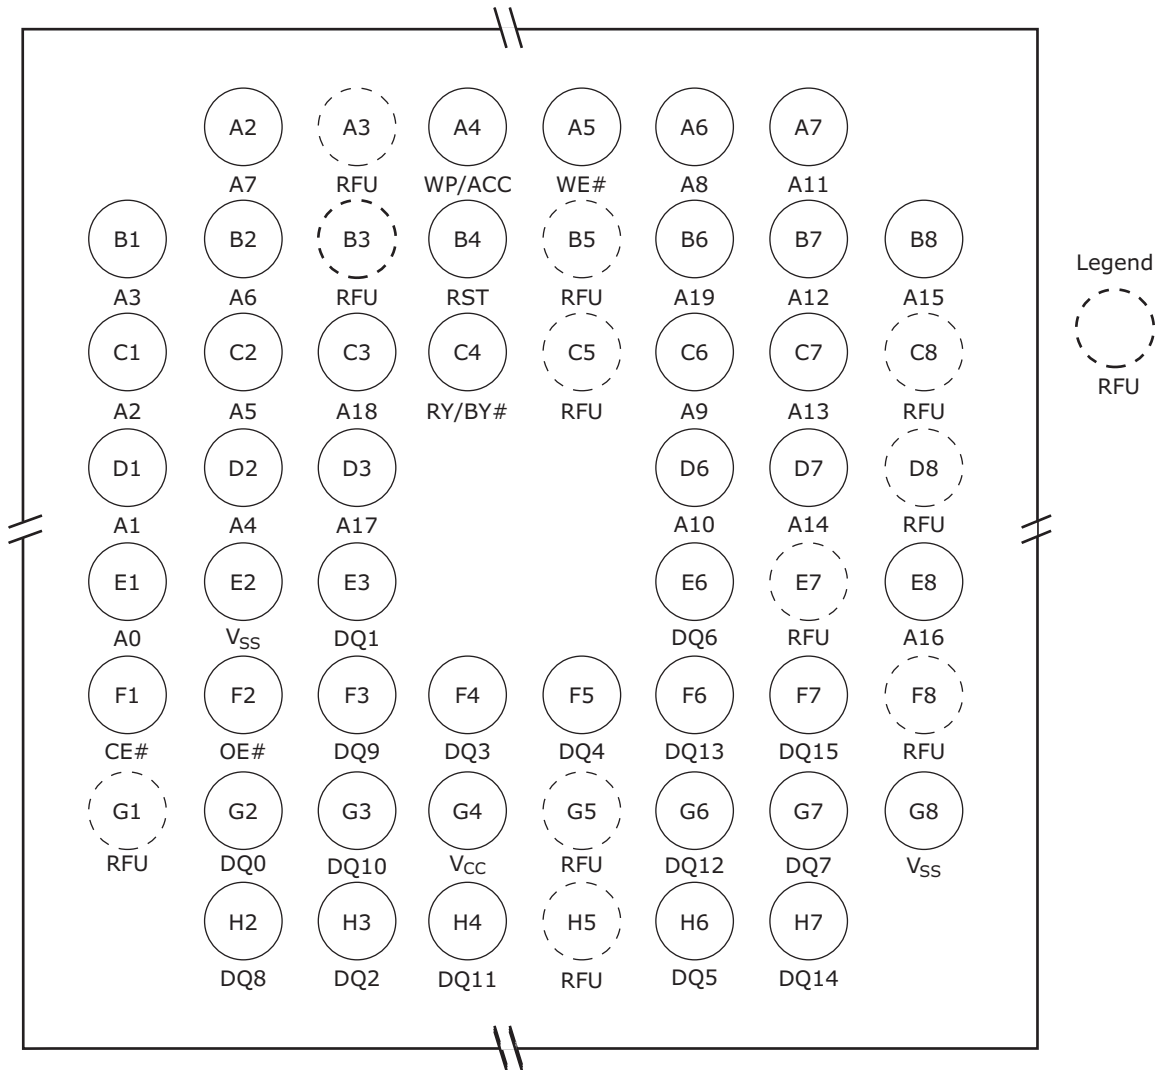 A2 A3 A4 A5 A6 A7
A7 RFU WP/ACC WE# A8 A11
B1 B2 B3 B4 B5 B6 B7 B8
A3 A6 RFU RST RFU A19 A12 A15
C1 C2 C3 C4 C5 C6 C7 C8
A2 A5 A18 RY/BY# RFU A9 A13 RFU
D1 D2 D3 D6 D7 D8
A1 A4 A17 A10 A14 RFU
E1 E2 E3 E6 E7 E8
A0 VSS DQ1 DQ6 RFU A16
F1 F2 F3 F4 F5 F6 F7 F8
CE# OE# DQ9 DQ3 DQ4 DQ13 DQ15 RFU
G1 G2 G3 G4 G5 G6 G7 G8
RFU DQ0 DQ10 VCC RFU DQ12 DQ7 VSS
H2 H3 H4 H5 H6 H7
DQ8 DQ2 DQ11 RFU DQ5 DQ14
Legend
RFU